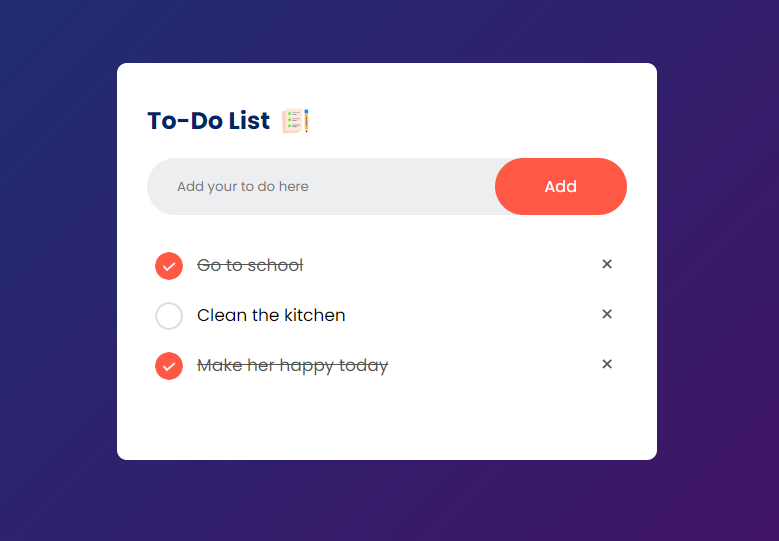 To-Do List
Add your to do here
Add
Go to school ×
Clean the kitchen ×
Make her happy today ×